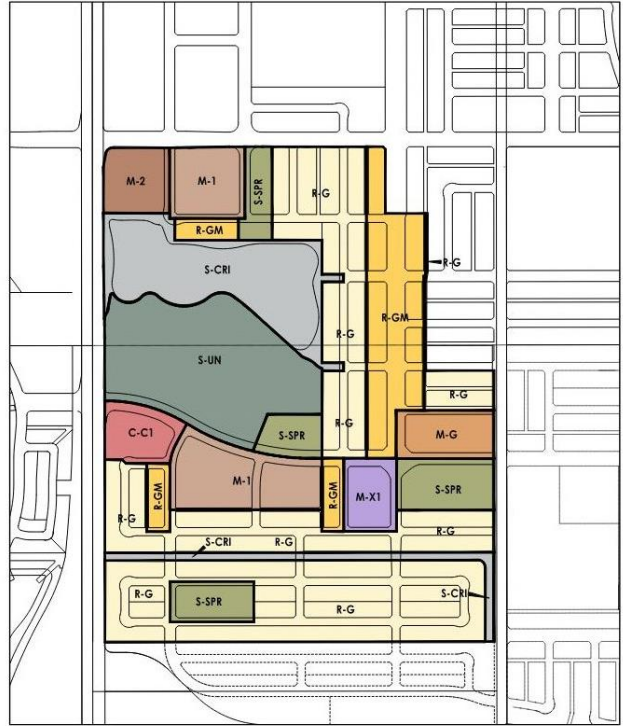 M-2
M-1
S-SPR
R-G
R-GM
S-CRI
R-G
R-GM
R-G
S-UN
R-G
R-G
C-C1
S-SPR
M-G
M-1
R-GM
R-GM
M-X1
S-SPR
R-G
R-G
S-CRI
R-G
R-G
S-SPR
R-G
S-CRI